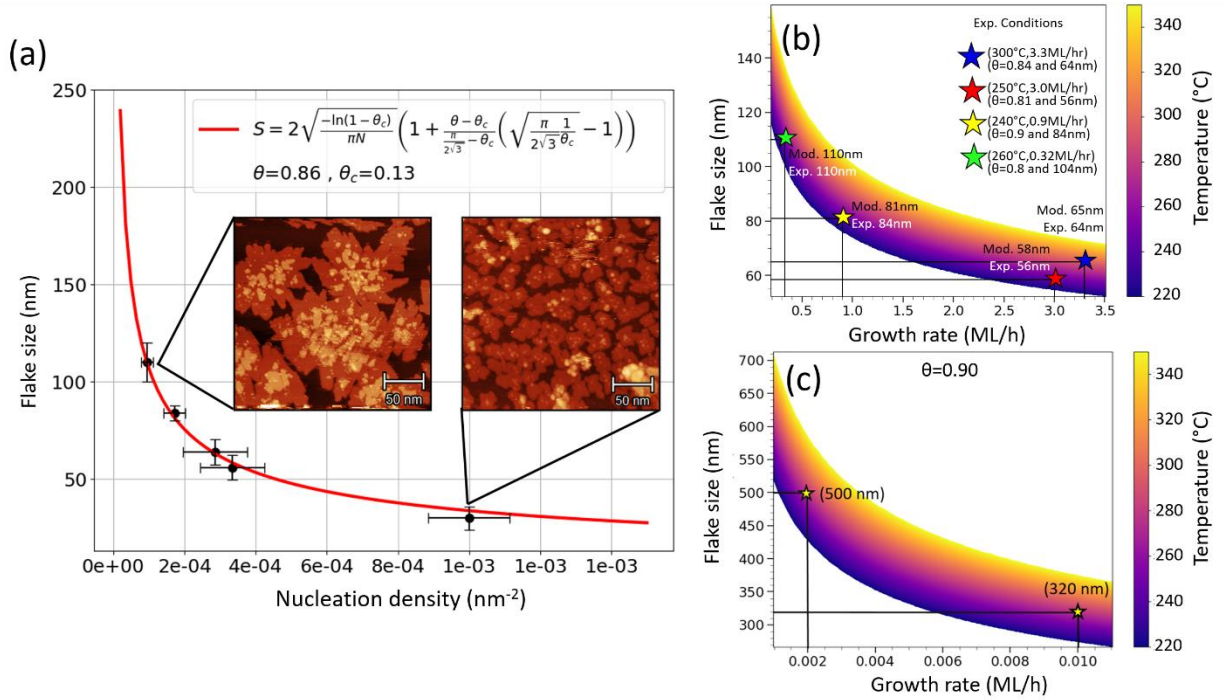 (a)
250
200
150
100
50
Flake size (nm)
S = 2√(-ln(1 − θc)/πN) (1 + (θ − θc)/(π/(2√3) − θc) (√(π/(2√3) 1/θc) − 1))
θ=0.86 , θc=0.13
50 nm
50 nm
0e+00 2e-04 4e-04 6e-04 8e-04 1e-03 1e-03 1e-03
Nucleation density (nm-2)
(b)
140
120
100
80
60
Flake size (nm)
Exp. Conditions
(300°C,3.3ML/hr)
(θ=0.84 and 64nm)
(250°C,3.0ML/hr)
(θ=0.81 and 56nm)
(240°C,0.9ML/hr)
(θ=0.9 and 84nm)
(260°C,0.32ML/hr)
(θ=0.8 and 104nm)
Mod. 110nm
Exp. 110nm
Mod. 81nm
Exp. 84nm
Mod. 65nm
Exp. 64nm
Mod. 58nm
Exp. 56nm
0.5 1.0 1.5 2.0 2.5 3.0 3.5
Growth rate (ML/h)
340
320
300
280
260
240
220
Temperature (°C)
(c)
θ=0.90
700
650
600
550
500
450
400
350
300
Flake size (nm)
(500 nm)
(320 nm)
0.002 0.004 0.006 0.008 0.010
Growth rate (ML/h)
340
320
300
280
260
240
220
Temperature (°C)